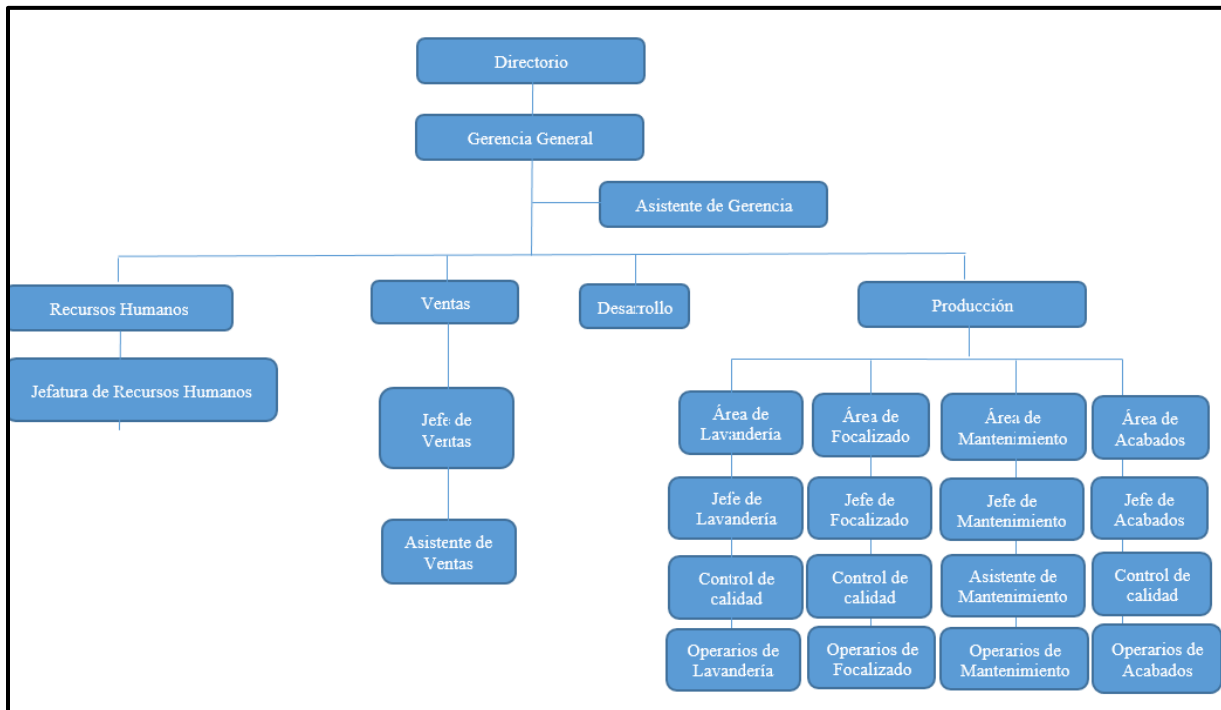 Directorio
Gerencia General
Asistente de Gerencia
Recursos Humanos
Ventas
Desarrollo
Producción
Jefatura de Recursos Humanos
Jefe de
Ventas
Asistente de
Ventas
Área de
Lavandería
Área de
Focalizado
Área de
Mantenimiento
Área de
Acabados
Jefe de
Lavandería
Jefe de
Focalizado
Jefe de
Mantenimiento
Jefe de
Acabados
Control de
calidad
Control de
calidad
Asistente de
Mantenimiento
Control de
calidad
Operarios de
Lavandería
Operarios de
Focalizado
Operarios de
Mantenimiento
Operarios de
Acabados